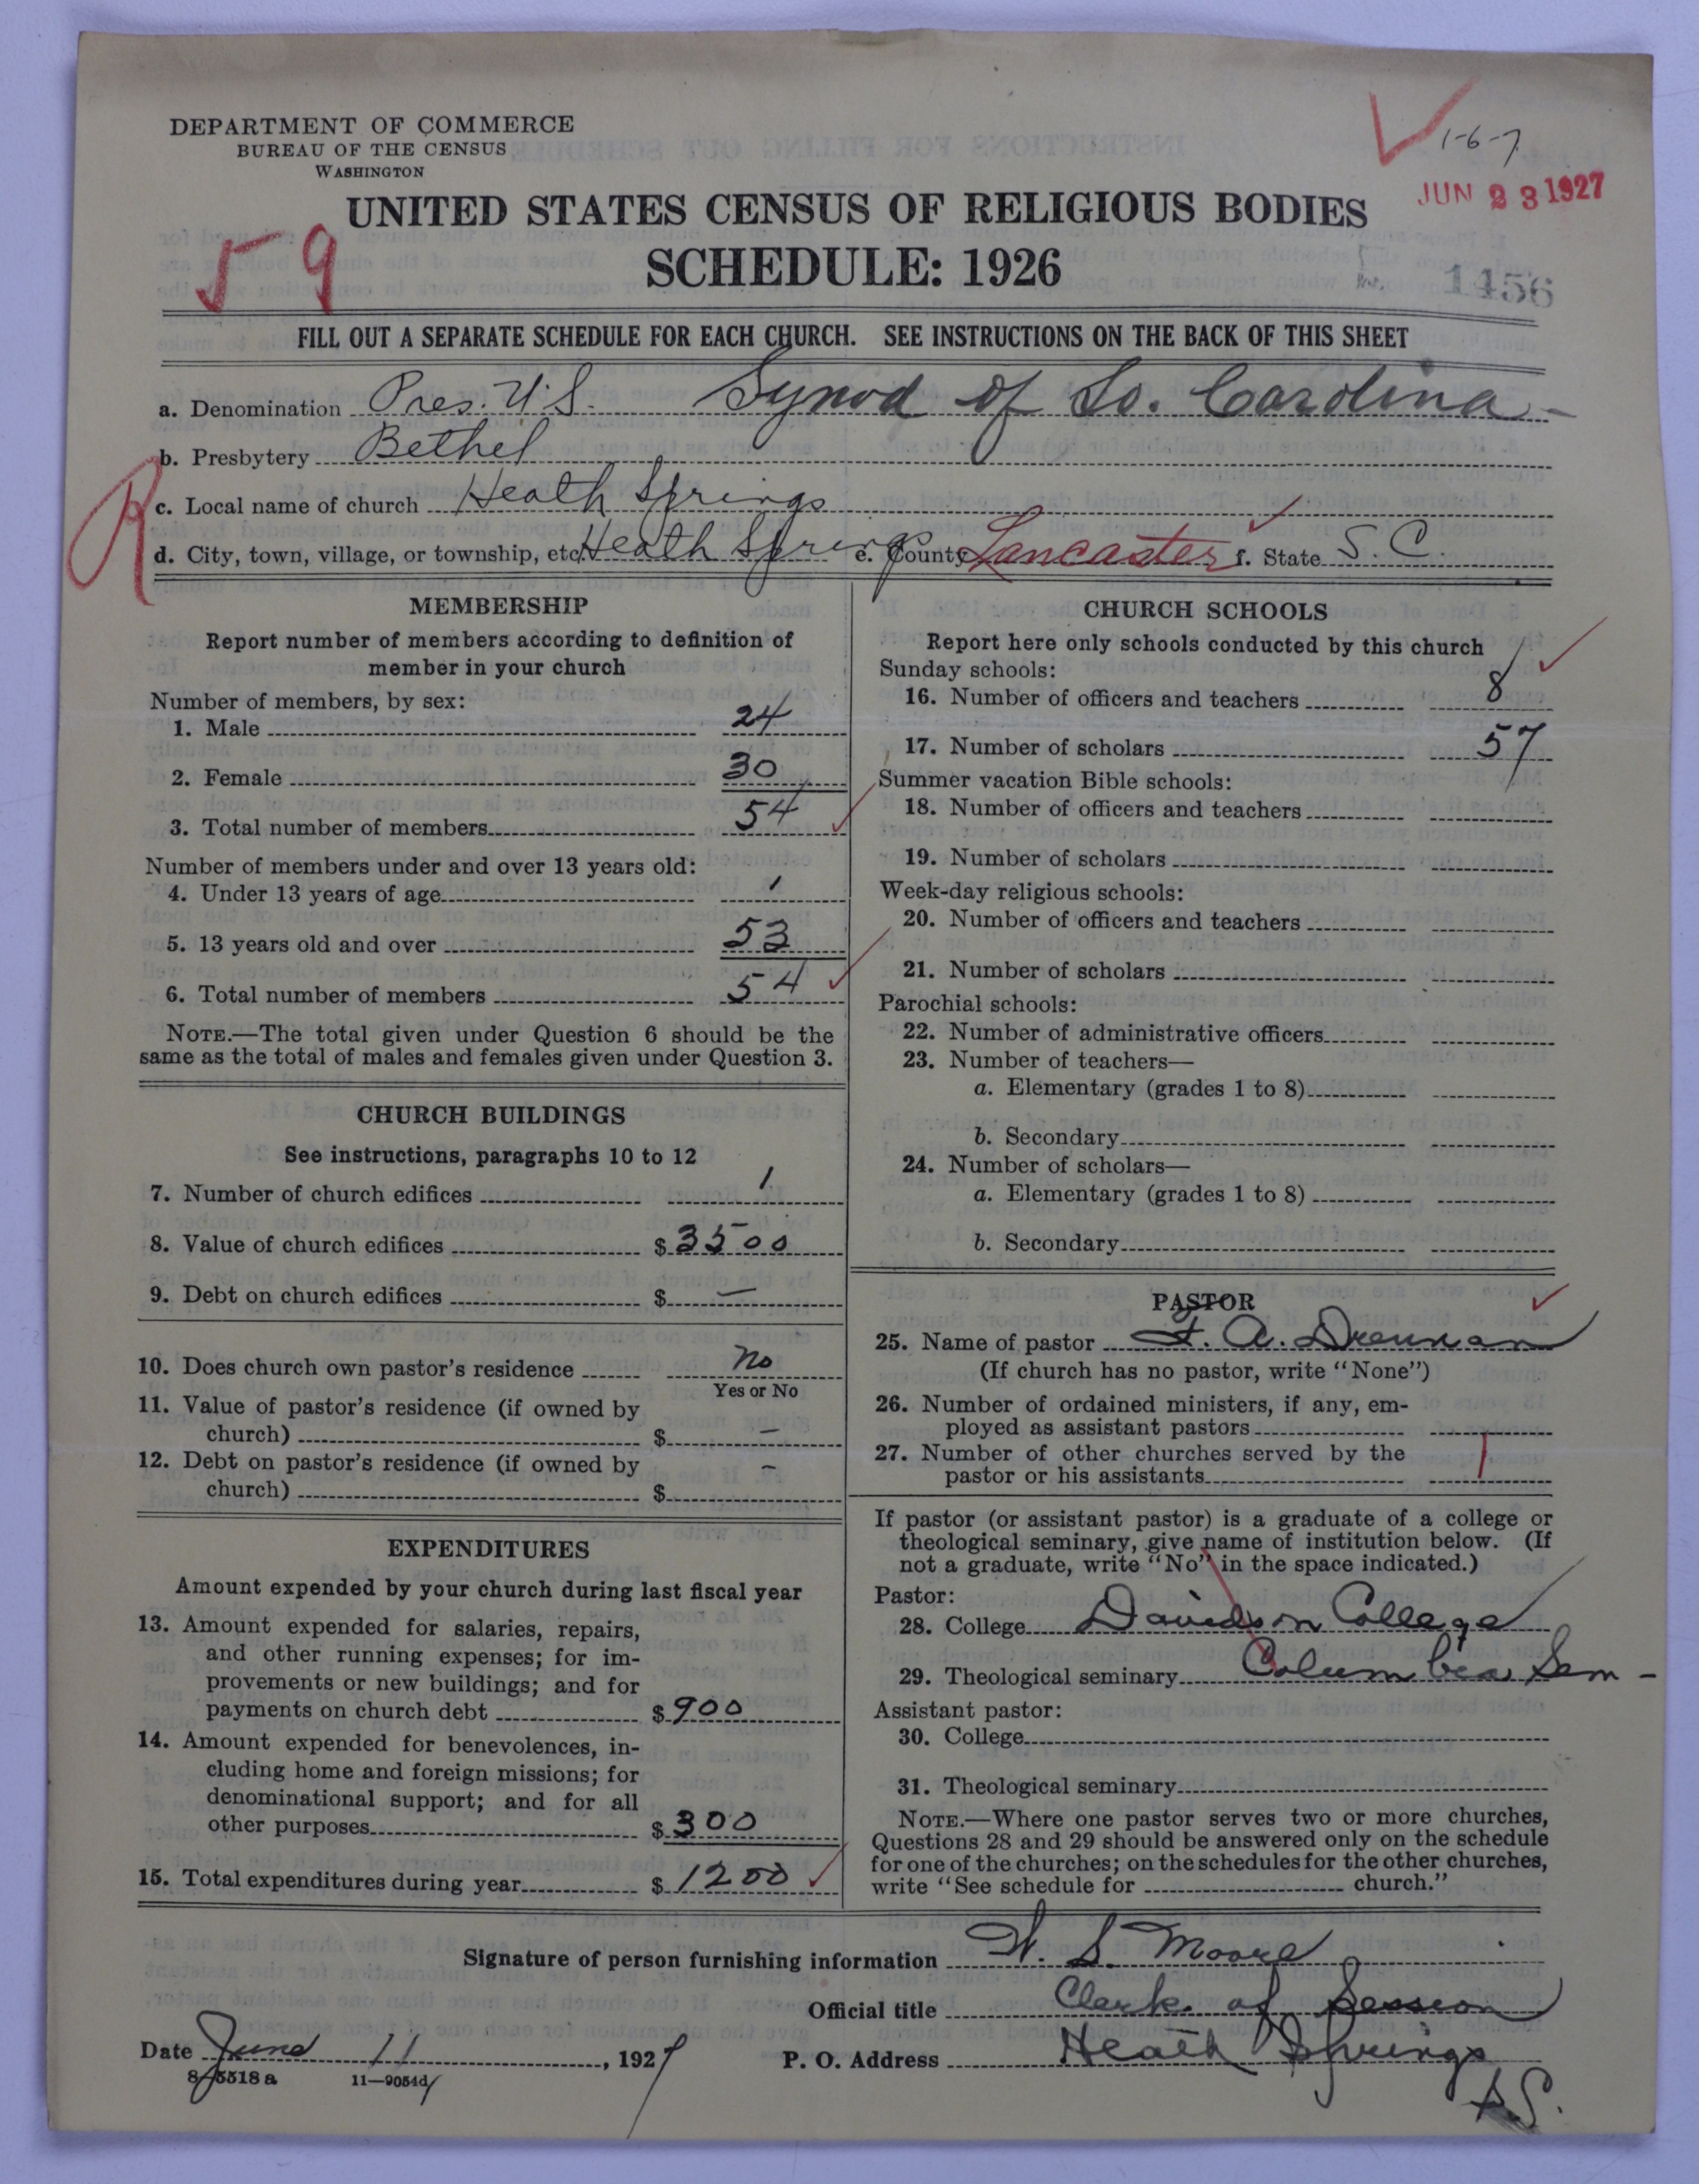 DEPARTMENT OF COMMERCE
BUREAU OF THE CENSUS
WASHINGTON
1-6-7
JUN 23 1927
UNITED STATES CENSUS OF RELIGIOUS BODIES
59
SCHEDULE: 1926
1456
FILL OUT A SEPARATE SCHEDULE FOR EACH CHURCH. SEE INSTRUCTIONS ON THE BACK OF THIS SHEET
a. Denomination Pres. U.S. Synod of So. Carolina
b. Presbytery Bethel
R
c. Local name of church Heath Springs
d. City, town, village, or township, etc. Heath Springs e. County Lancaster f. State S. C.
MEMBERSHIP
Report number of members according to definition of
member in your church
Number of members, by sex:
1. Male 24
2. Female 30
3. Total number of members 54
Number of members under and over 13 years old:
4. Under 13 years of age 1
5. 13 years old and over 53
6. Total number of members 54
NOTE.—The total given under Question 6 should be the
same as the total of males and females given under Question 3.
CHURCH BUILDINGS
See instructions, paragraphs 10 to 12
7. Number of church edifices 1
8. Value of church edifices $3500
9. Debt on church edifices $ —
10. Does church own pastor's residence no
Yes or No
11. Value of pastor's residence (if owned by
church) $ –
12. Debt on pastor's residence (if owned by
church) $ –
EXPENDITURES
Amount expended by your church during last fiscal year
13. Amount expended for salaries, repairs,
and other running expenses; for im-
provements or new buildings; and for
payments on church debt $900
14. Amount expended for benevolences, in-
cluding home and foreign missions; for
denominational support; and for all
other purposes $300
15. Total expenditures during year $1200
CHURCH SCHOOLS
Report here only schools conducted by this church
Sunday schools:
16. Number of officers and teachers 8
17. Number of scholars 57
Summer vacation Bible schools:
18. Number of officers and teachers
19. Number of scholars
Week-day religious schools:
20. Number of officers and teachers
21. Number of scholars
Parochial schools:
22. Number of administrative officers
23. Number of teachers—
a. Elementary (grades 1 to 8)
b. Secondary
24. Number of scholars—
a. Elementary (grades 1 to 8)
b. Secondary
PASTOR
25. Name of pastor F. A. Drennan
(If church has no pastor, write "None")
26. Number of ordained ministers, if any, em-
ployed as assistant pastors
27. Number of other churches served by the
pastor or his assistants 1
If pastor (or assistant pastor) is a graduate of a college or
theological seminary, give name of institution below. (If
not a graduate, write "No" in the space indicated.)
Pastor:
28. College Davidson College
29. Theological seminary Columbia Sem-
Assistant pastor:
30. College
31. Theological seminary
NOTE.—Where one pastor serves two or more churches,
Questions 28 and 29 should be answered only on the schedule
for one of the churches; on the schedules for the other churches,
write "See schedule for church."
Signature of person furnishing information W. S. Moore
Official title Clerk of Session
Date June 11, 1927 P. O. Address Heath Springs
S.C.
8-5518a 11—9054d